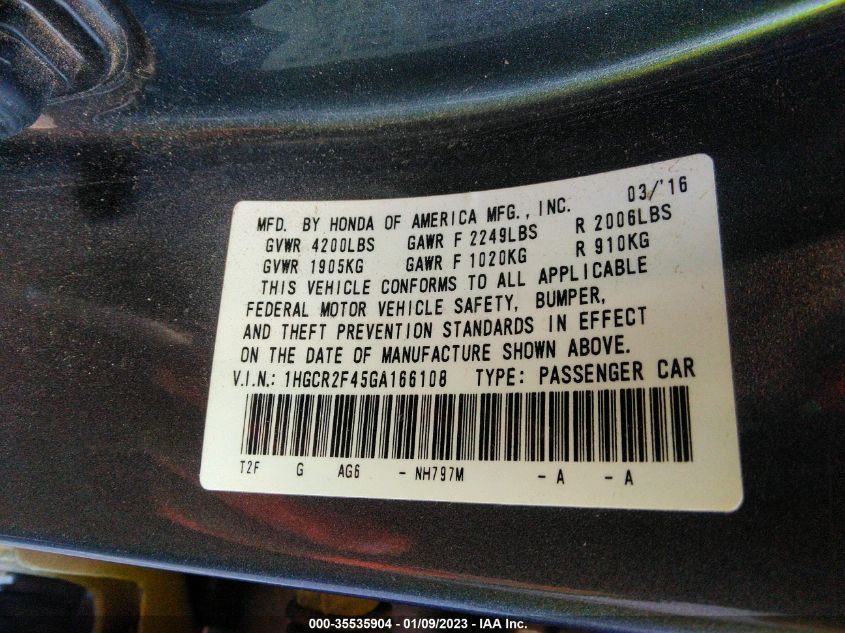 MFD. BY HONDA OF AMERICA MFG., INC. 03/'16
GVWR 4200LBS GAWR F 2249LBS R 2006LBS
GVWR 1905KG GAWR F 1020KG R 910KG
THIS VEHICLE CONFORMS TO ALL APPLICABLE
FEDERAL MOTOR VEHICLE SAFETY, BUMPER,
AND THEFT PREVENTION STANDARDS IN EFFECT
ON THE DATE OF MANUFACTURE SHOWN ABOVE.
V.I.N.: 1HGCR2F45GA166108 TYPE: PASSENGER CAR
T2F G AG6 - NH797M - A - A
000-35535904 - 01/09/2023 - IAA Inc.